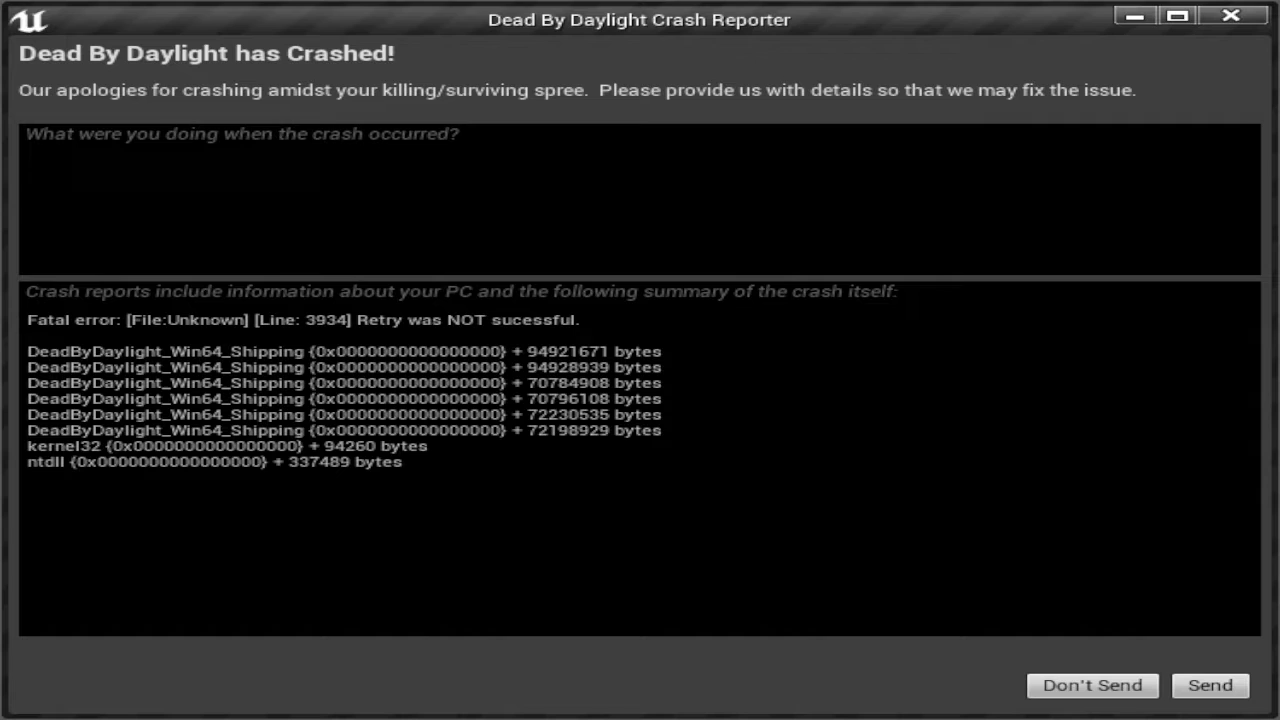 Dead By Daylight Crash Reporter
Dead By Daylight has Crashed!
Our apologies for crashing amidst your killing/surviving spree.  Please provide us with details so that we may fix the issue.
What were you doing when the crash occurred?
Crash reports include information about your PC and the following summary of the crash itself:
Fatal error: [File:Unknown] [Line: 3934] Retry was NOT sucessful.
DeadByDaylight_Win64_Shipping {0x0000000000000000} + 94921671 bytes
DeadByDaylight_Win64_Shipping {0x0000000000000000} + 94928939 bytes
DeadByDaylight_Win64_Shipping {0x0000000000000000} + 70784908 bytes
DeadByDaylight_Win64_Shipping {0x0000000000000000} + 70796108 bytes
DeadByDaylight_Win64_Shipping {0x0000000000000000} + 72230535 bytes
DeadByDaylight_Win64_Shipping {0x0000000000000000} + 72198929 bytes
kernel32 {0x0000000000000000} + 94260 bytes
ntdll {0x0000000000000000} + 337489 bytes
Don't Send
Send